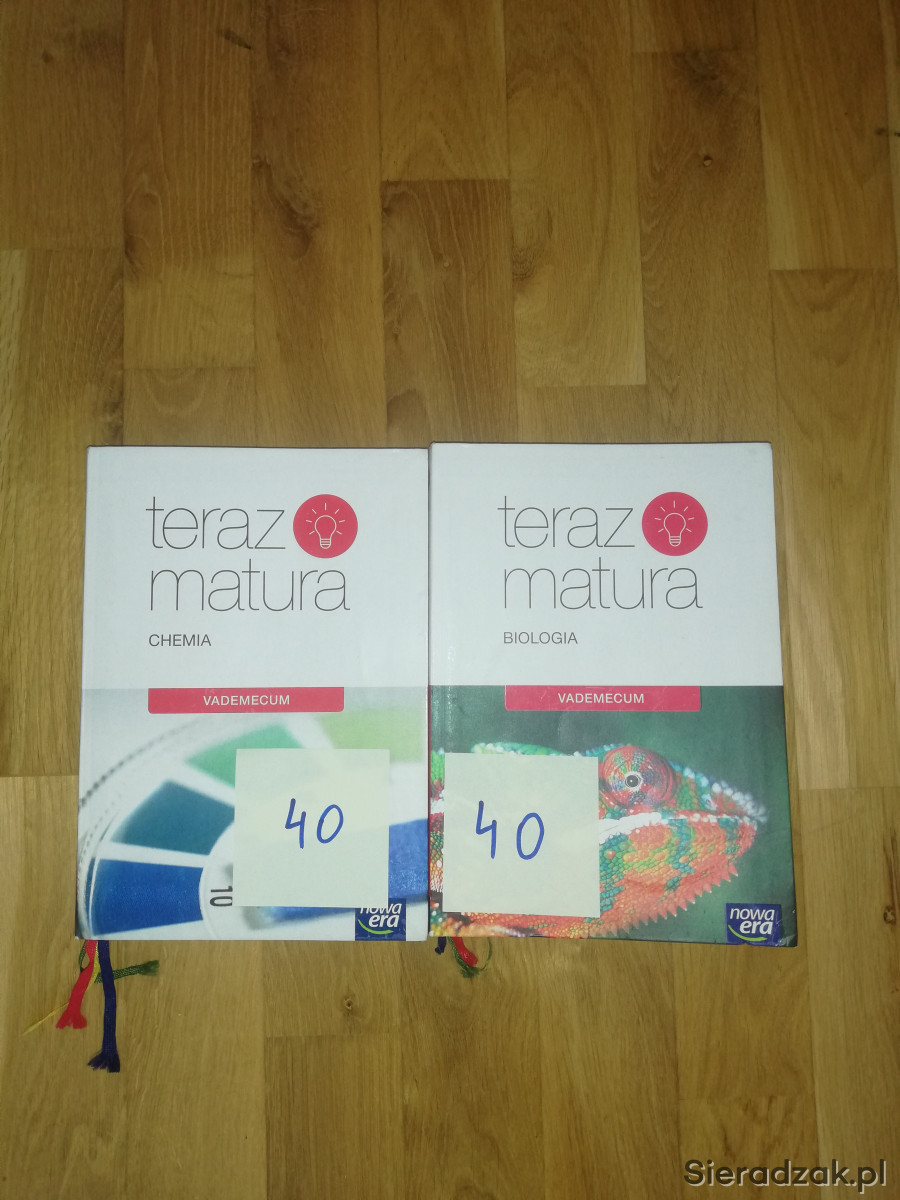 teraz
matura
CHEMIA
VADEMECUM
40
10
nowa
era
teraz
matura
BIOLOGIA
VADEMECUM
40
nowa
era
Sieradzak.pl